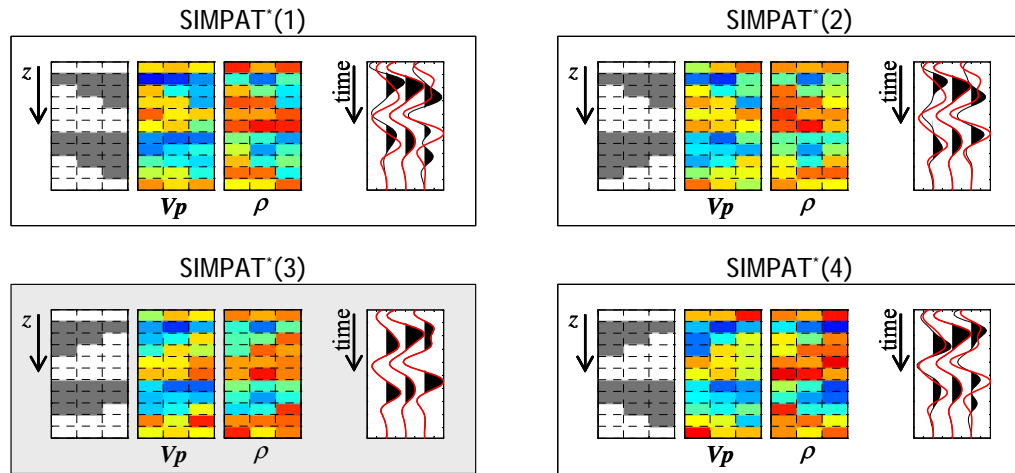 SIMPAT*(1)
z
time
Vp
ρ
SIMPAT*(2)
z
time
Vp
ρ
SIMPAT*(3)
z
time
Vp
ρ
SIMPAT*(4)
z
time
Vp
ρ